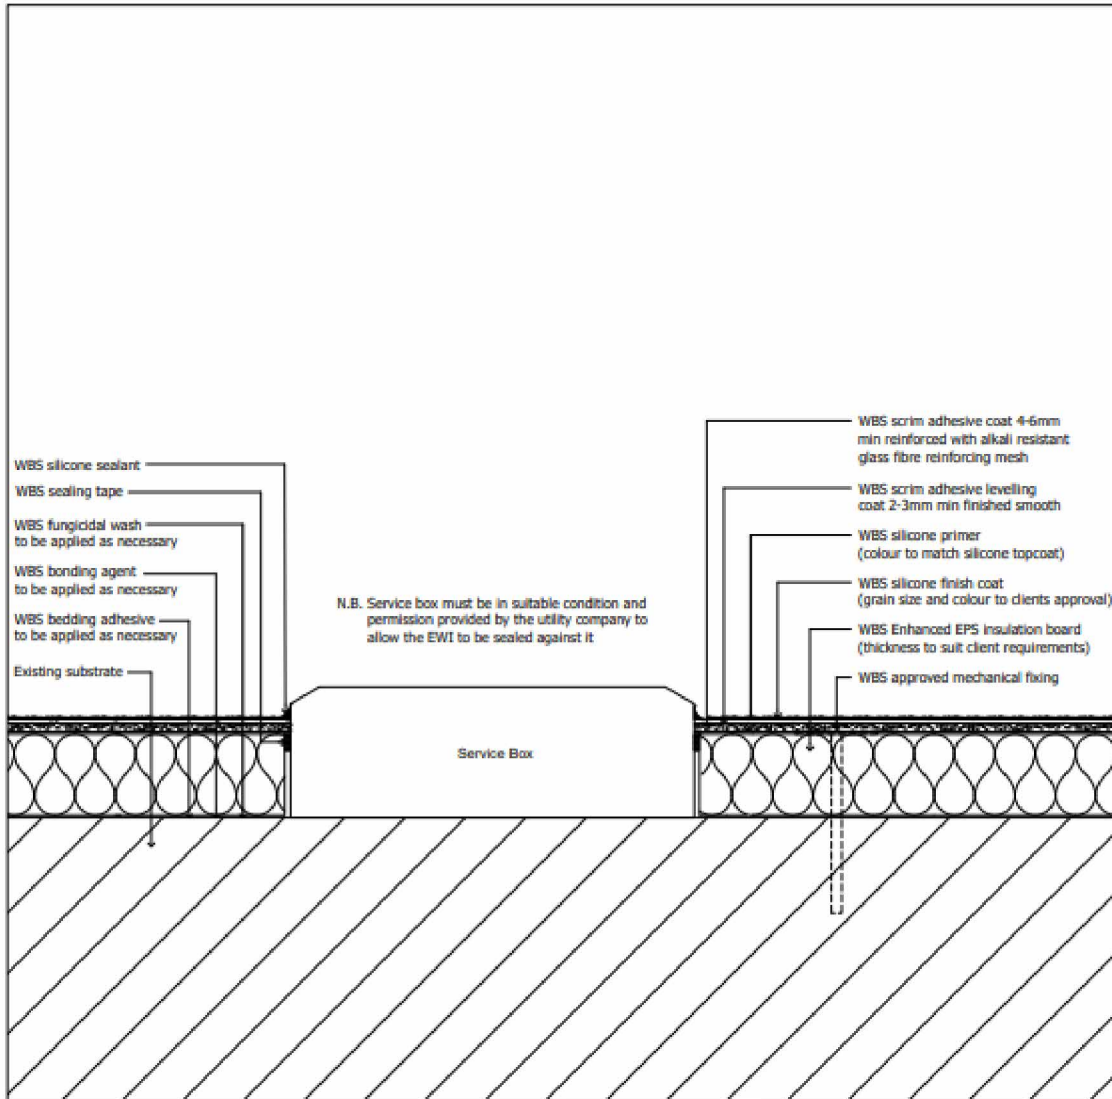 WBS silicone sealant
WBS sealing tape
WBS fungicidal wash
to be applied as necessary
WBS bonding agent
to be applied as necessary
WBS bedding adhesive
to be applied as necessary
Existing substrate
N.B. Service box must be in suitable condition and
permission provided by the utility company to
allow the EWI to be sealed against it
Service Box
WBS scrim adhesive coat 4-6mm
min reinforced with alkali resistant
glass fibre reinforcing mesh
WBS scrim adhesive levelling
coat 2-3mm min finished smooth
WBS silicone primer
(colour to match silicone topcoat)
WBS silicone finish coat
(grain size and colour to clients approval)
WBS Enhanced EPS insulation board
(thickness to suit client requirements)
WBS approved mechanical fixing